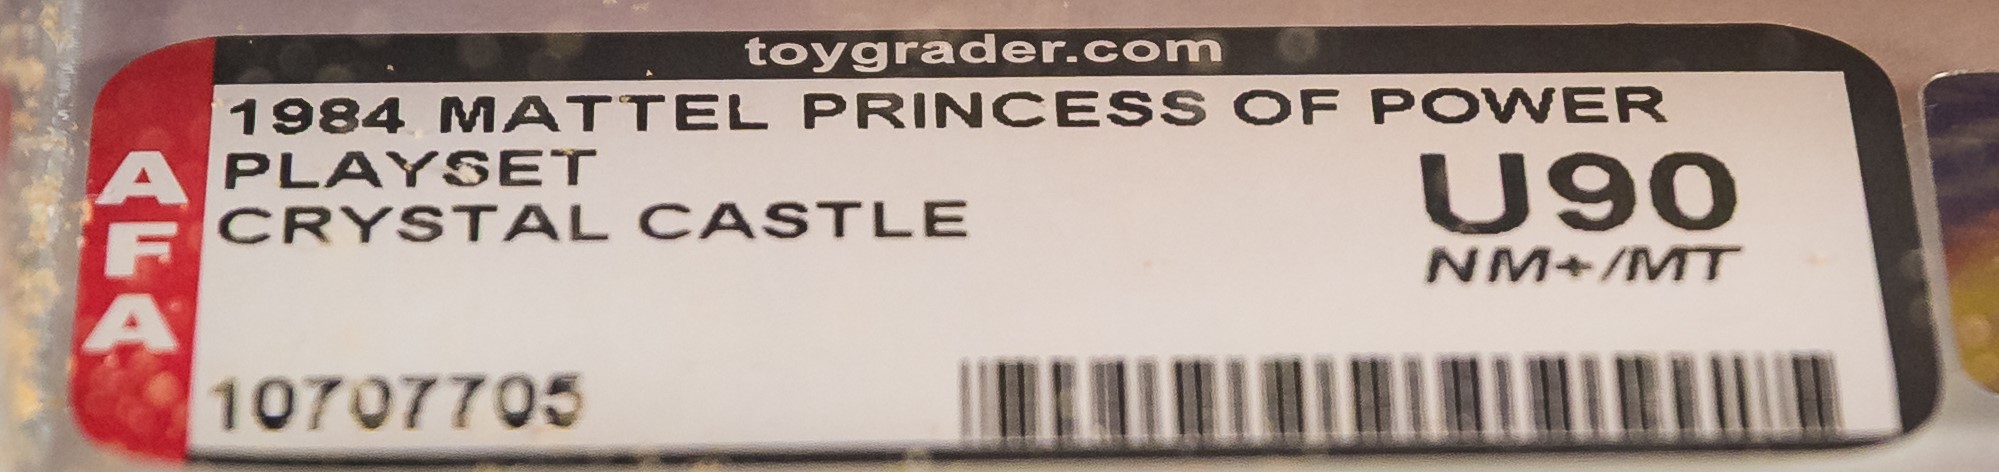 toygrader.com
AFA
1984 MATTEL PRINCESS OF POWER
PLAYSET
CRYSTAL CASTLE
U90
NM+/MT
10707705